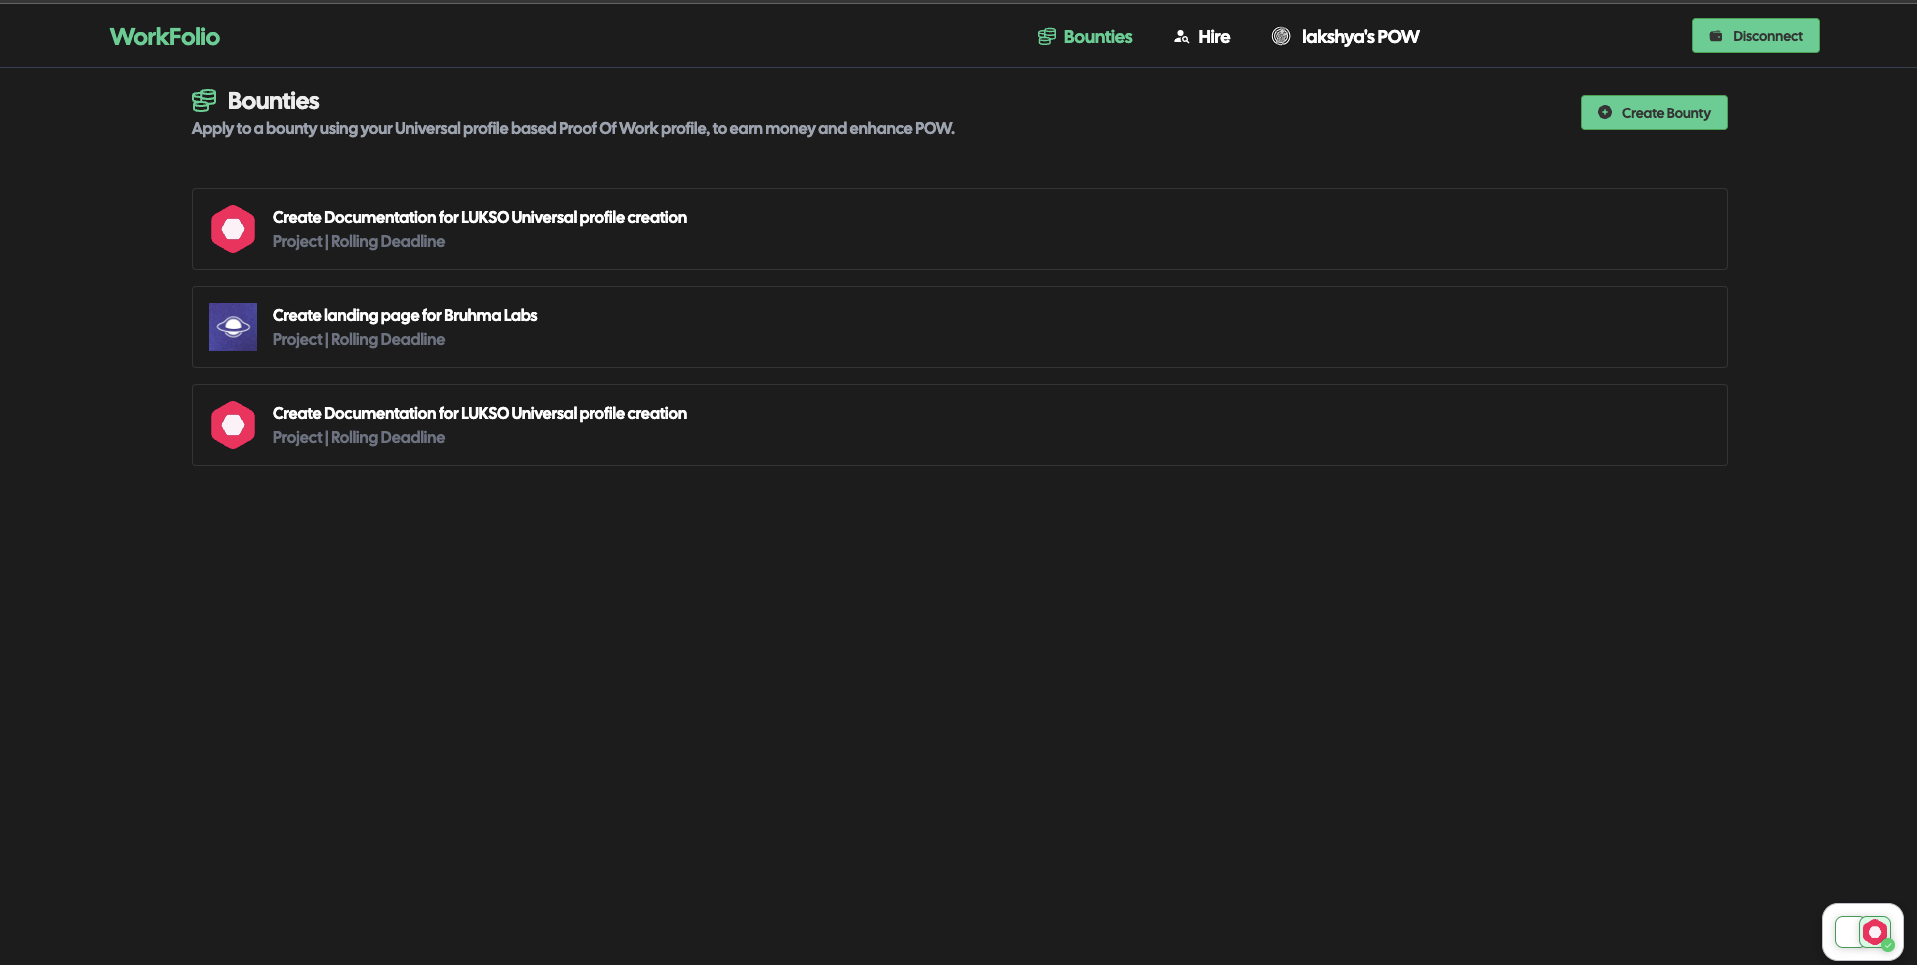 WorkFolio
Bounties
Hire
lakshya's POW
Disconnect
Bounties
Apply to a bounty using your Universal profile based Proof Of Work profile, to earn money and enhance POW.
Create Bounty
Create Documentation for LUKSO Universal profile creation
Project | Rolling Deadline
Create landing page for Bruhma Labs
Project | Rolling Deadline
Create Documentation for LUKSO Universal profile creation
Project | Rolling Deadline